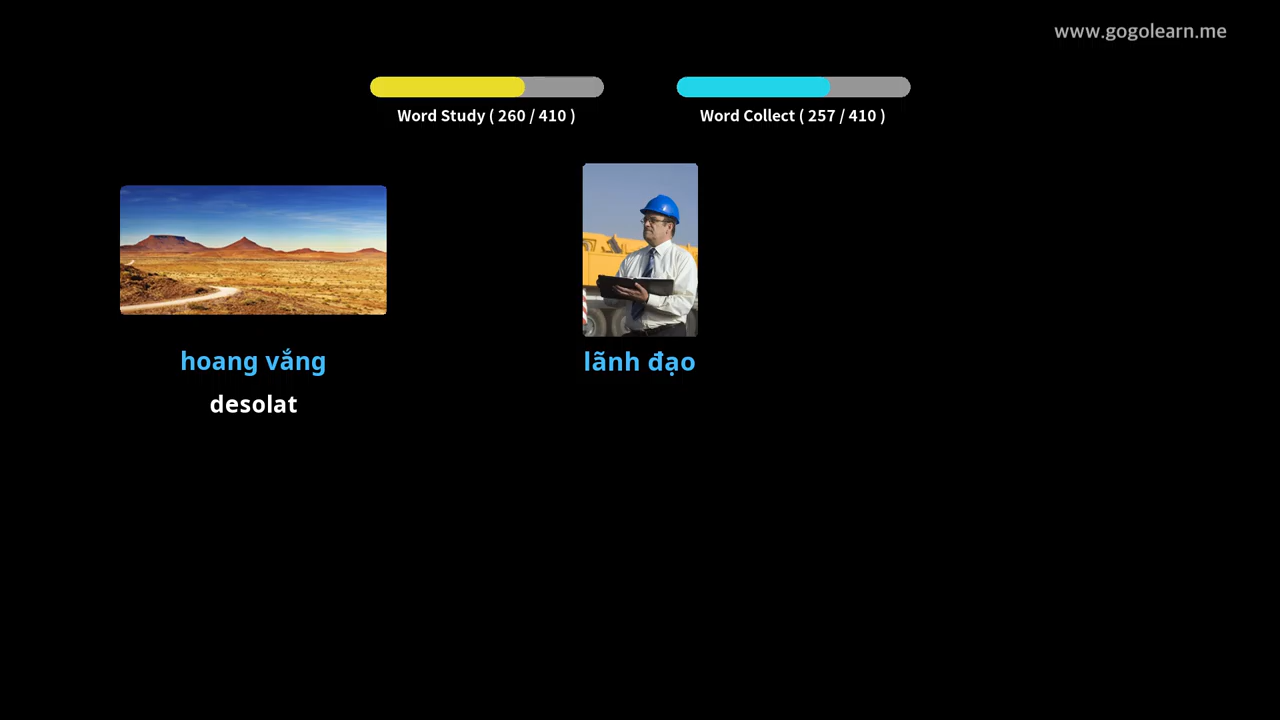 www.gogolearn.me
Word Study ( 260 / 410 )
Word Collect ( 257 / 410 )
hoang vắng
desolat
lãnh đạo